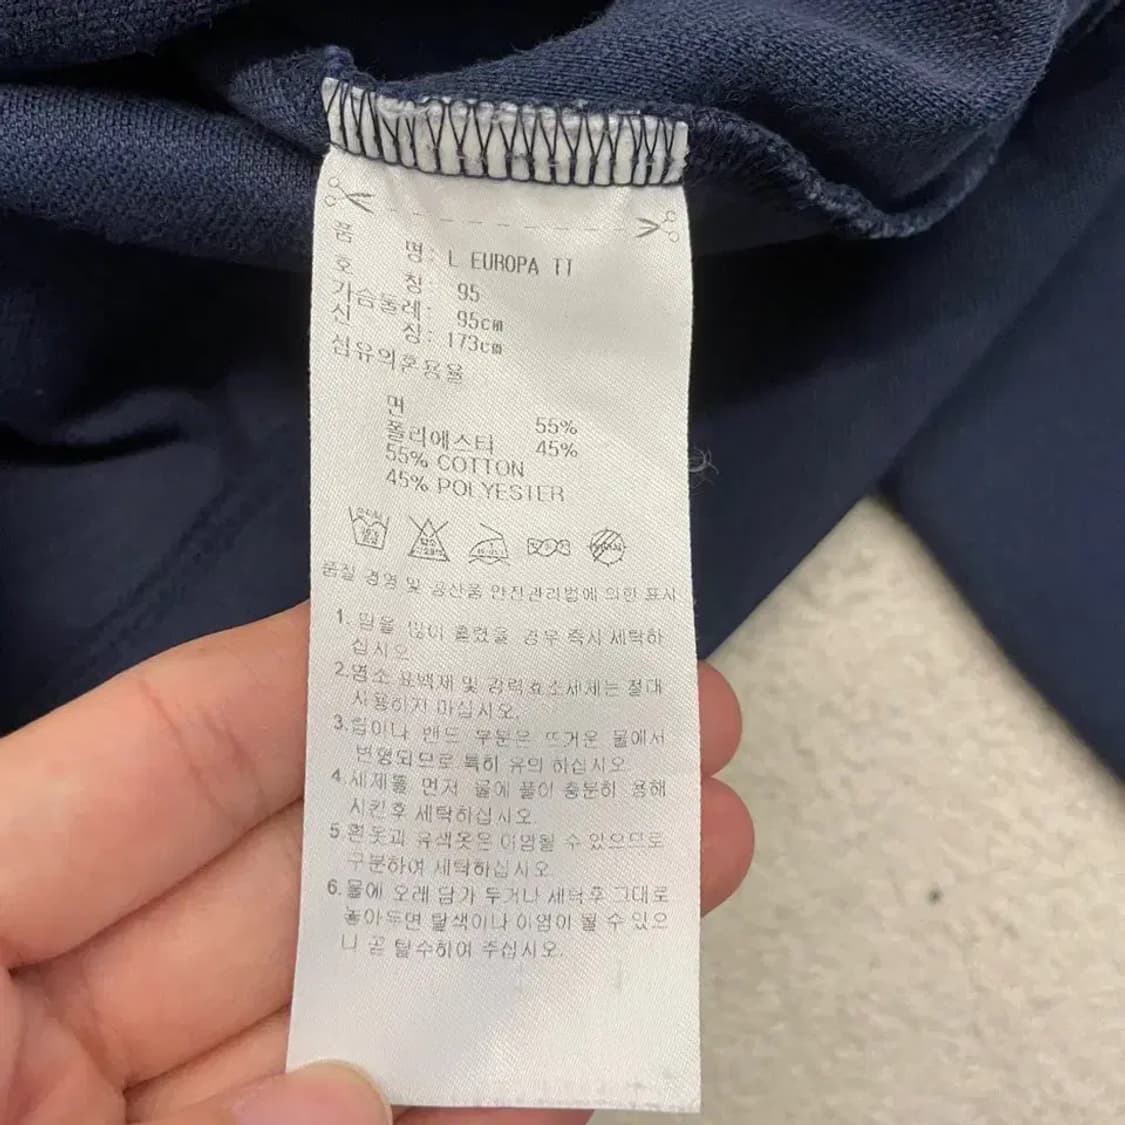 품 명: L EUROPA TT
호 칭: 95
가슴둘레: 95cm
신 장: 173cm
섬유의혼용율
면 55%
폴리에스터 45%
55% COTTON
45% POLYESTER
품질 경영 및 공산품 안전관리법에 의한 표시
1. 땀을 많이 흘렸을 경우 즉시 세탁하
십시오.
2.염소 표백제 및 강력효소세제는 절대
사용하지 마십시오.
3.립이나 밴드 부분은 뜨거운 물에서
변형되므로 특히 유의 하십시오.
4.세제를 먼저 물에 풀어 충분히 용해
시킨후 세탁하십시오.
5.흰옷과 유색옷은 이염될 수 있으므로
구분하여 세탁하십시오.
6.물에 오래 담가 두거나 세탁후 그대로
놓아두면 탈색이나 이염이 될 수 있으
니 곧 탈수하여 주십시오.